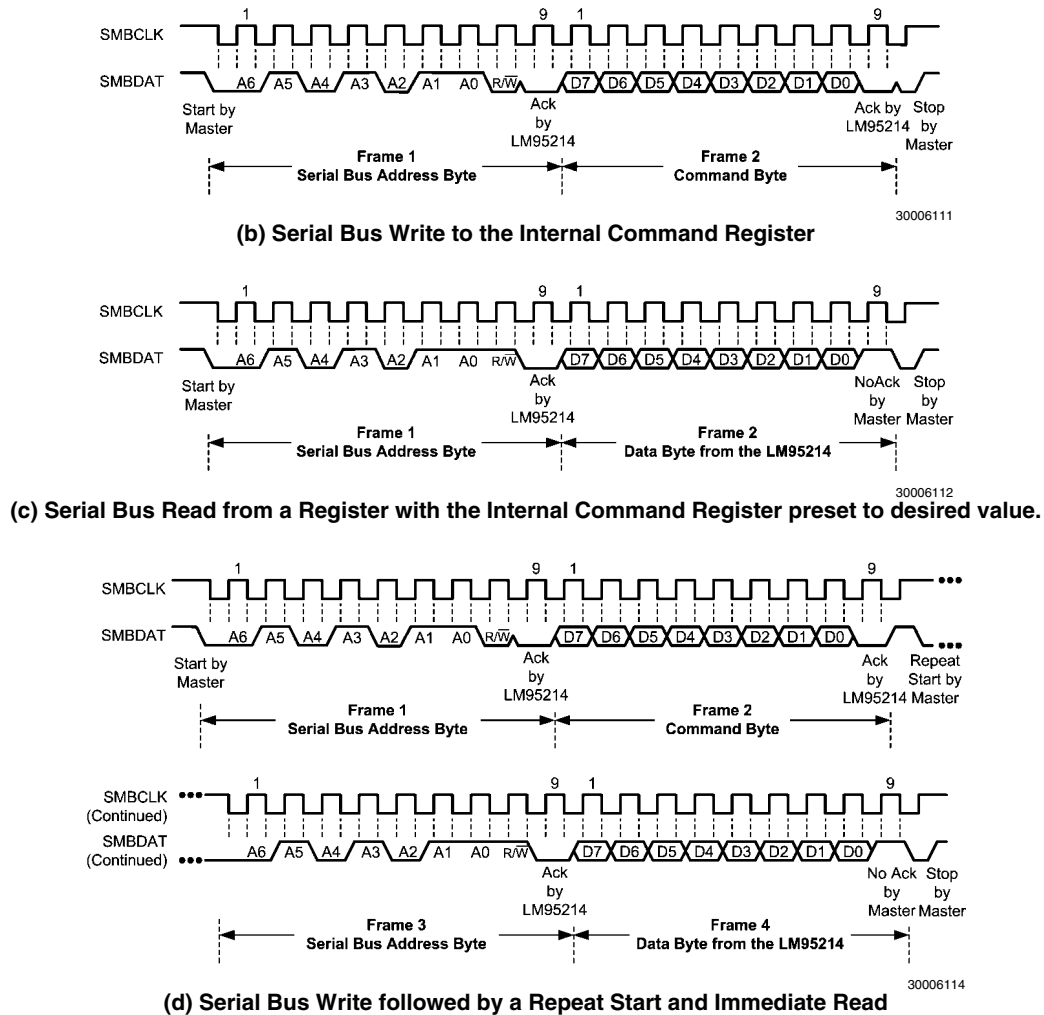 1 9 1 9
SMBCLK
SMBDAT A6 A5 A4 A3 A2 A1 A0 R/W̅ D7 D6 D5 D4 D3 D2 D1 D0
Start by Master
Ack by LM95214
Ack by LM95214
Stop by Master
Frame 1
Serial Bus Address Byte
Frame 2
Command Byte
30006111
(b) Serial Bus Write to the Internal Command Register
1 9 1 9
SMBCLK
SMBDAT A6 A5 A4 A3 A2 A1 A0 R/W̅ D7 D6 D5 D4 D3 D2 D1 D0
Start by Master
Ack by LM95214
NoAck by Master
Stop by Master
Frame 1
Serial Bus Address Byte
Frame 2
Data Byte from the LM95214
30006112
(c) Serial Bus Read from a Register with the Internal Command Register preset to desired value.
1 9 1 9
SMBCLK
SMBDAT A6 A5 A4 A3 A2 A1 A0 R/W̅ D7 D6 D5 D4 D3 D2 D1 D0
Start by Master
Ack by LM95214
Ack by LM95214
Repeat Start by Master
Frame 1
Serial Bus Address Byte
Frame 2
Command Byte
1 9 1 9
SMBCLK (Continued)
SMBDAT (Continued) A6 A5 A4 A3 A2 A1 A0 R/W̅ D7 D6 D5 D4 D3 D2 D1 D0
Ack by LM95214
No Ack by Master
Stop by Master
Frame 3
Serial Bus Address Byte
Frame 4
Data Byte from the LM95214
30006114
(d) Serial Bus Write followed by a Repeat Start and Immediate Read